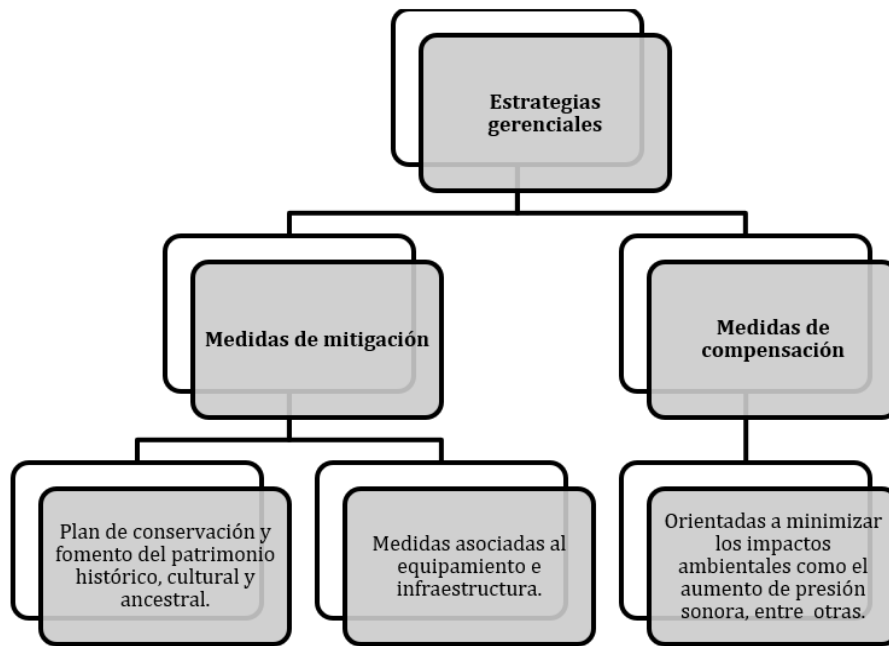 Estrategias
gerenciales
Medidas de mitigación
Medidas de
compensación
Plan de conservación y
fomento del patrimonio
histórico, cultural y
ancestral.
Medidas asociadas al
equipamiento e
infraestructura.
Orientadas a minimizar
los impactos
ambientales como el
aumento de presión
sonora, entre otras.